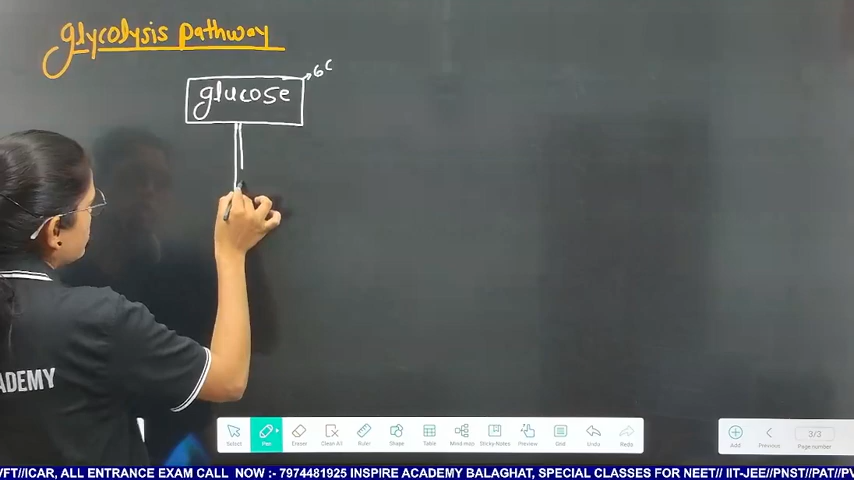 glycolysis pathway
6C
glucose
ADEMY
Select
Pen
Eraser
Clean All
Ruler
Shape
Table
Mind map
Sticky-Notes
Preview
Grid
Undo
Redo
Add
Previous
3/3
Page number
VFT//ICAR, ALL ENTRANCE EXAM CALL NOW :- 7974481925 INSPIRE ACADEMY BALAGHAT, SPECIAL CLASSES FOR NEET// IIT-JEE//PNST//PAT//PV